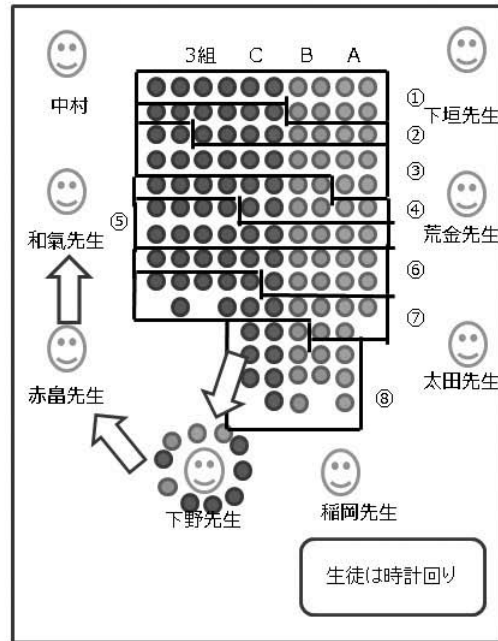 3組 C B A
中村
①
下垣先生
②
③
④
和氣先生
⑤
荒金先生
⑥
⑦
赤畠先生
太田先生
⑧
下野先生
稲岡先生
生徒は時計回り